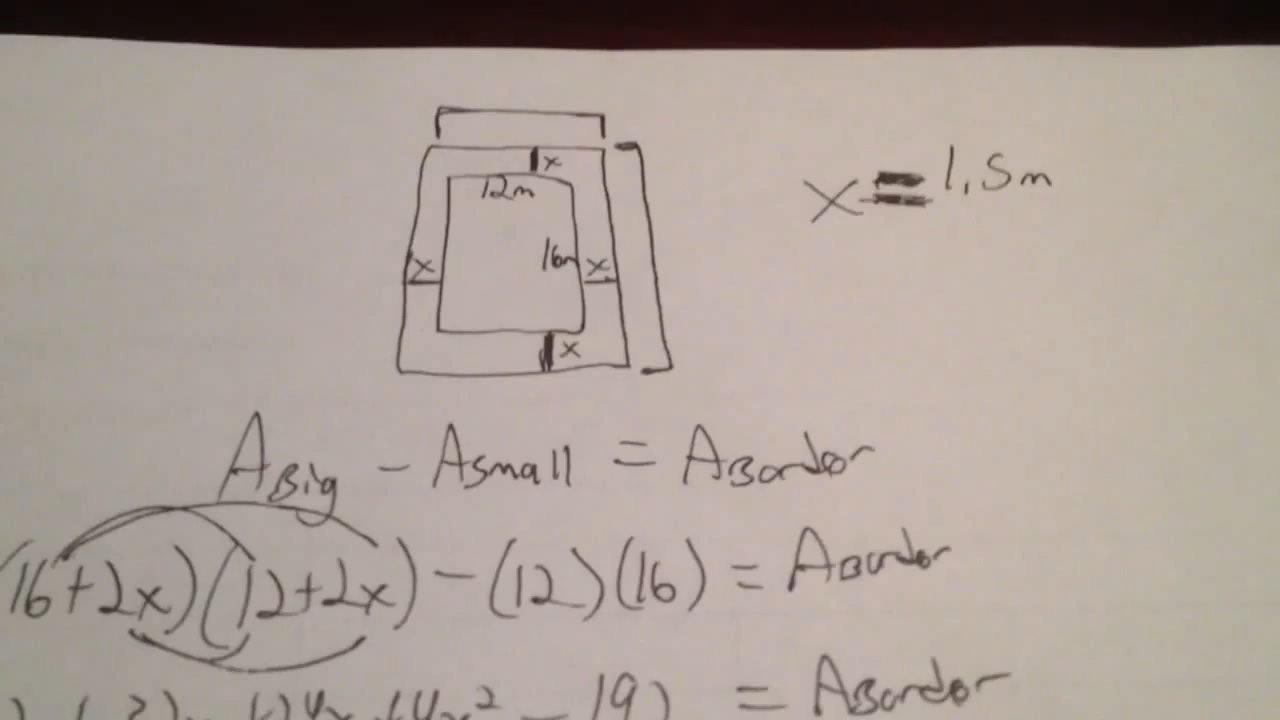 x
12m
x = 1,5m
16m
x
x
x
ABig - Asmall = ABorder
(16+2x)(12+2x) - (12)(16) = ABorder
= ABorder